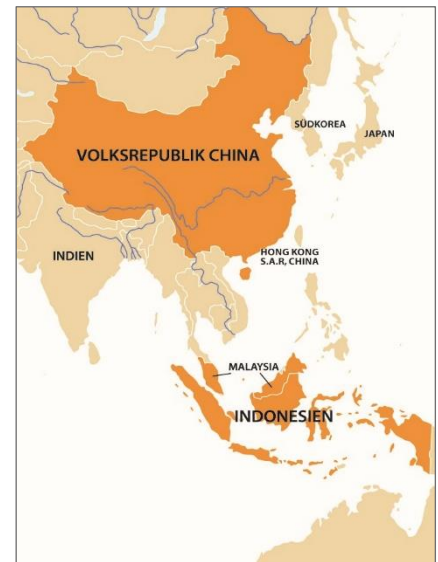 SÜDKOREA
JAPAN
VOLKSREPUBLIK CHINA
INDIEN
HONG KONG
S.A.R, CHINA
MALAYSIA
INDONESIEN